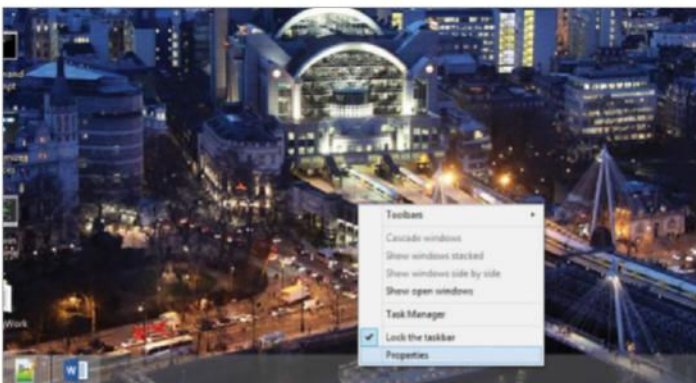 Toolbars
Cascade windows
Show windows stacked
Show windows side by side
Show open windows
Task Manager
Lock the taskbar
Properties
Work
W